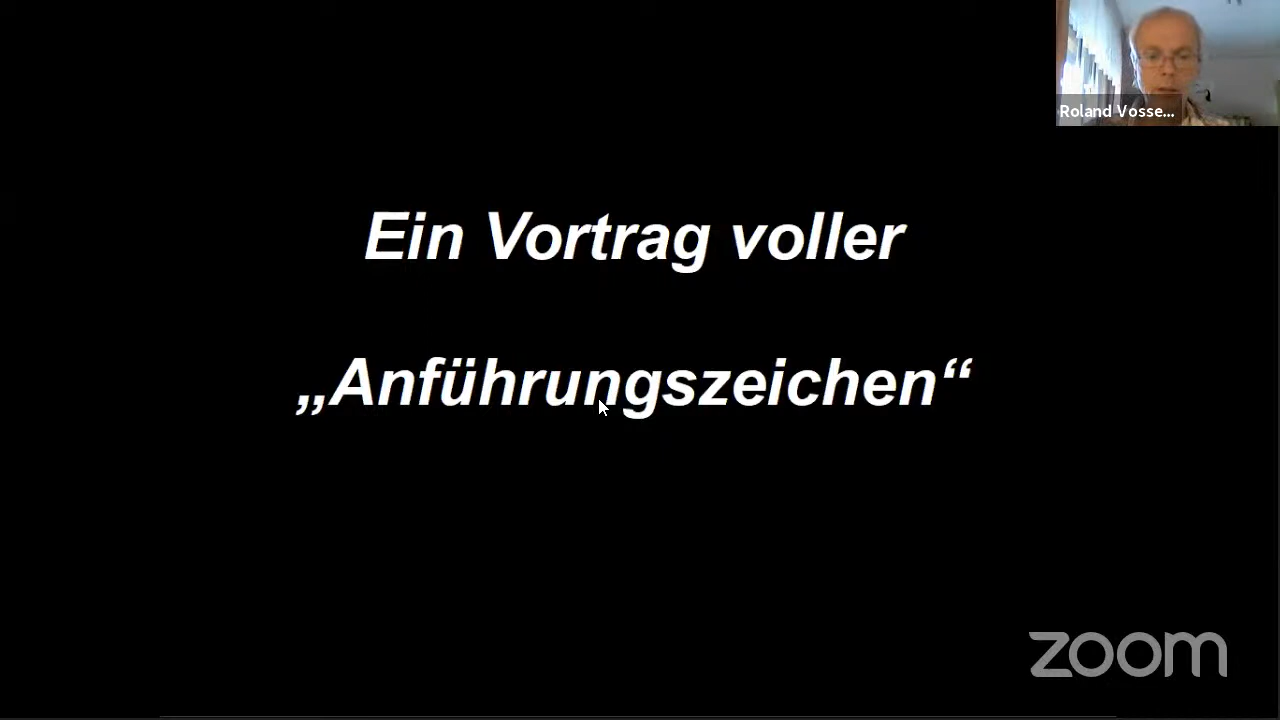 Roland Vosse...
Ein Vortrag voller
„Anführungszeichen“
zoom